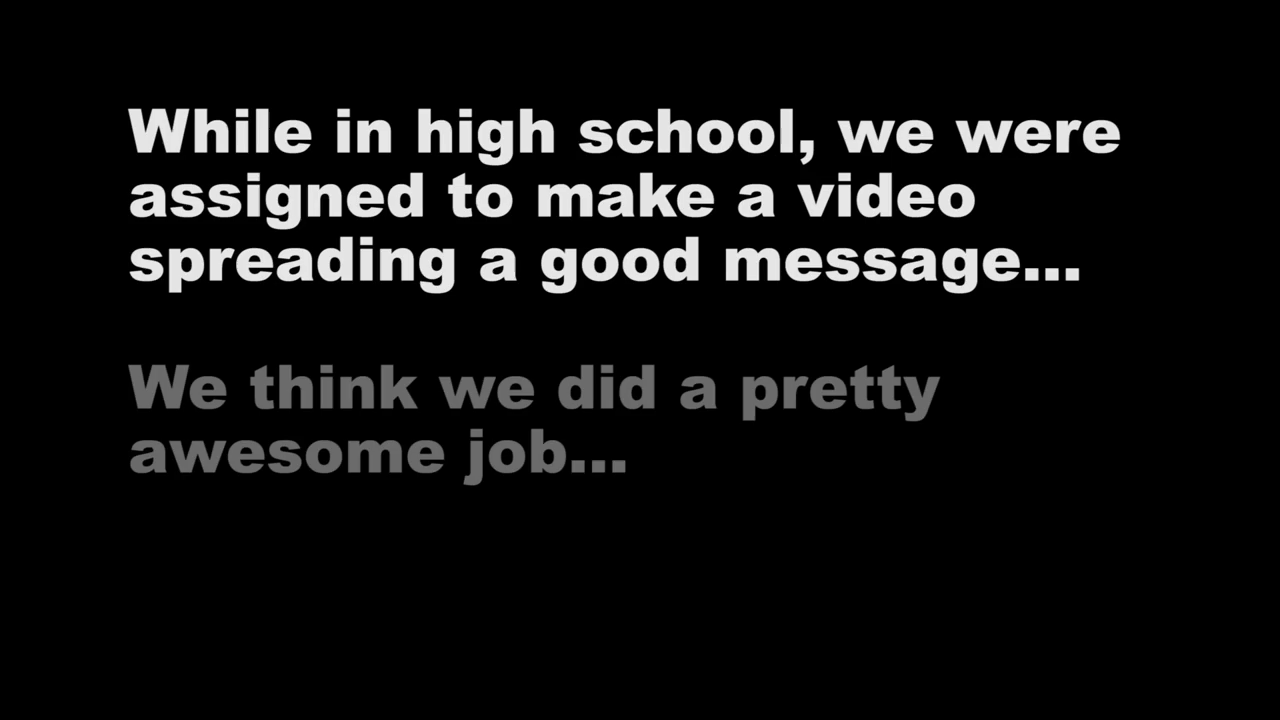 While in high school, we were
assigned to make a video
spreading a good message...
We think we did a pretty
awesome job...